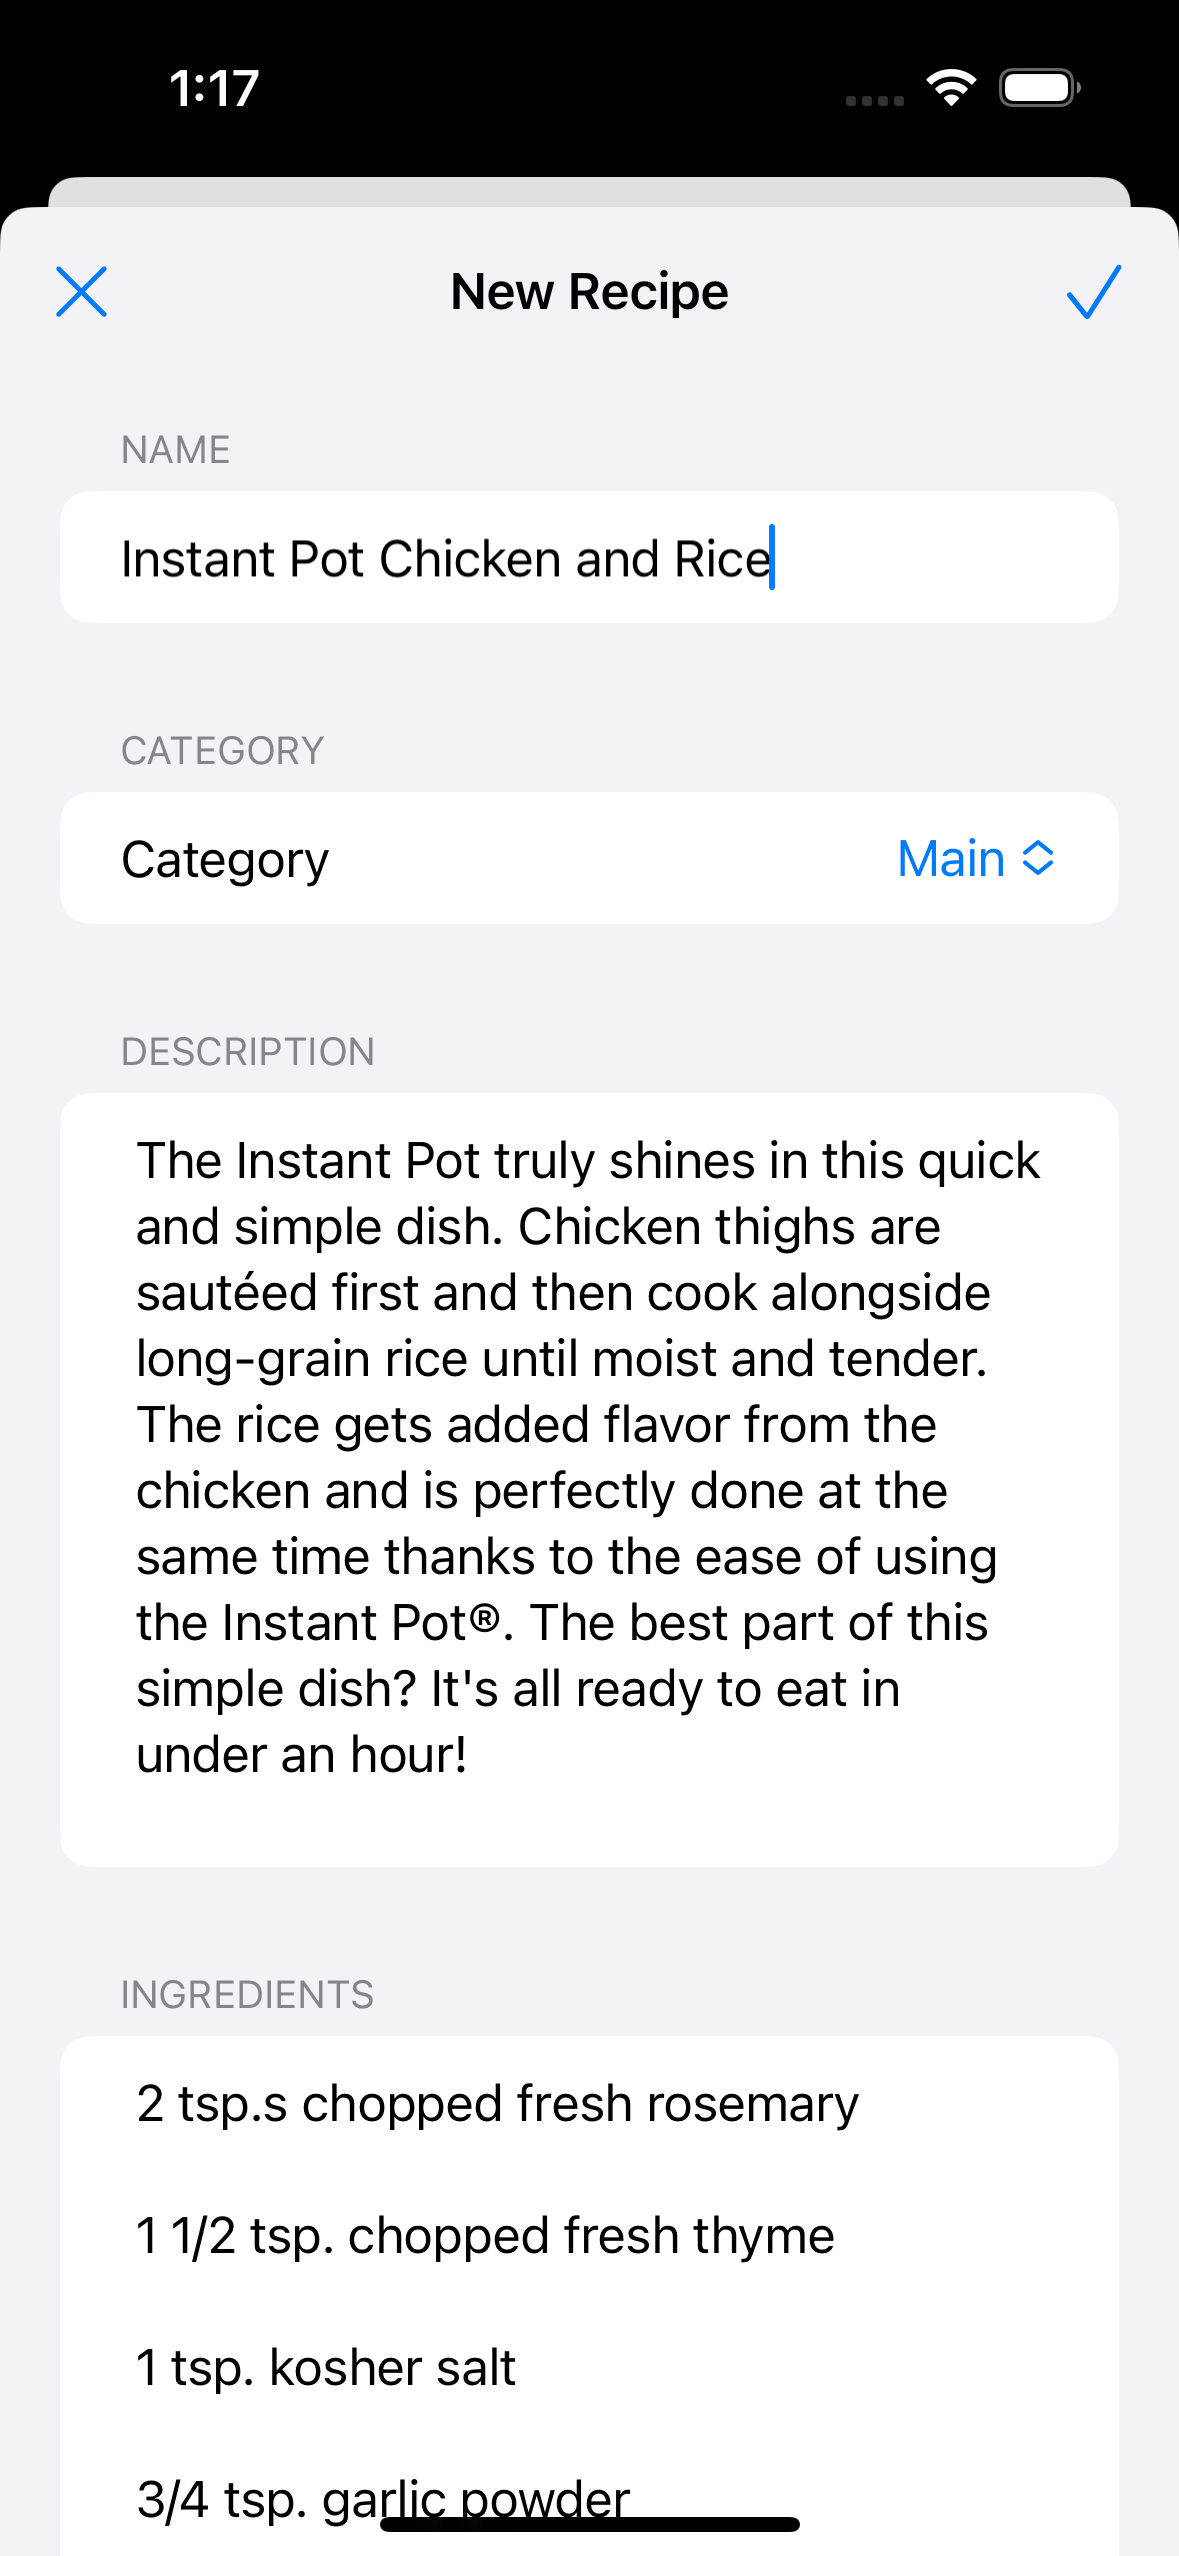 1:17
New Recipe
NAME
Instant Pot Chicken and Rice
CATEGORY
Category Main
DESCRIPTION
The Instant Pot truly shines in this quick
and simple dish. Chicken thighs are
sautéed first and then cook alongside
long-grain rice until moist and tender.
The rice gets added flavor from the
chicken and is perfectly done at the
same time thanks to the ease of using
the Instant Pot®. The best part of this
simple dish? It's all ready to eat in
under an hour!
INGREDIENTS
2 tsp.s chopped fresh rosemary
1 1/2 tsp. chopped fresh thyme
1 tsp. kosher salt
3/4 tsp. garlic powder